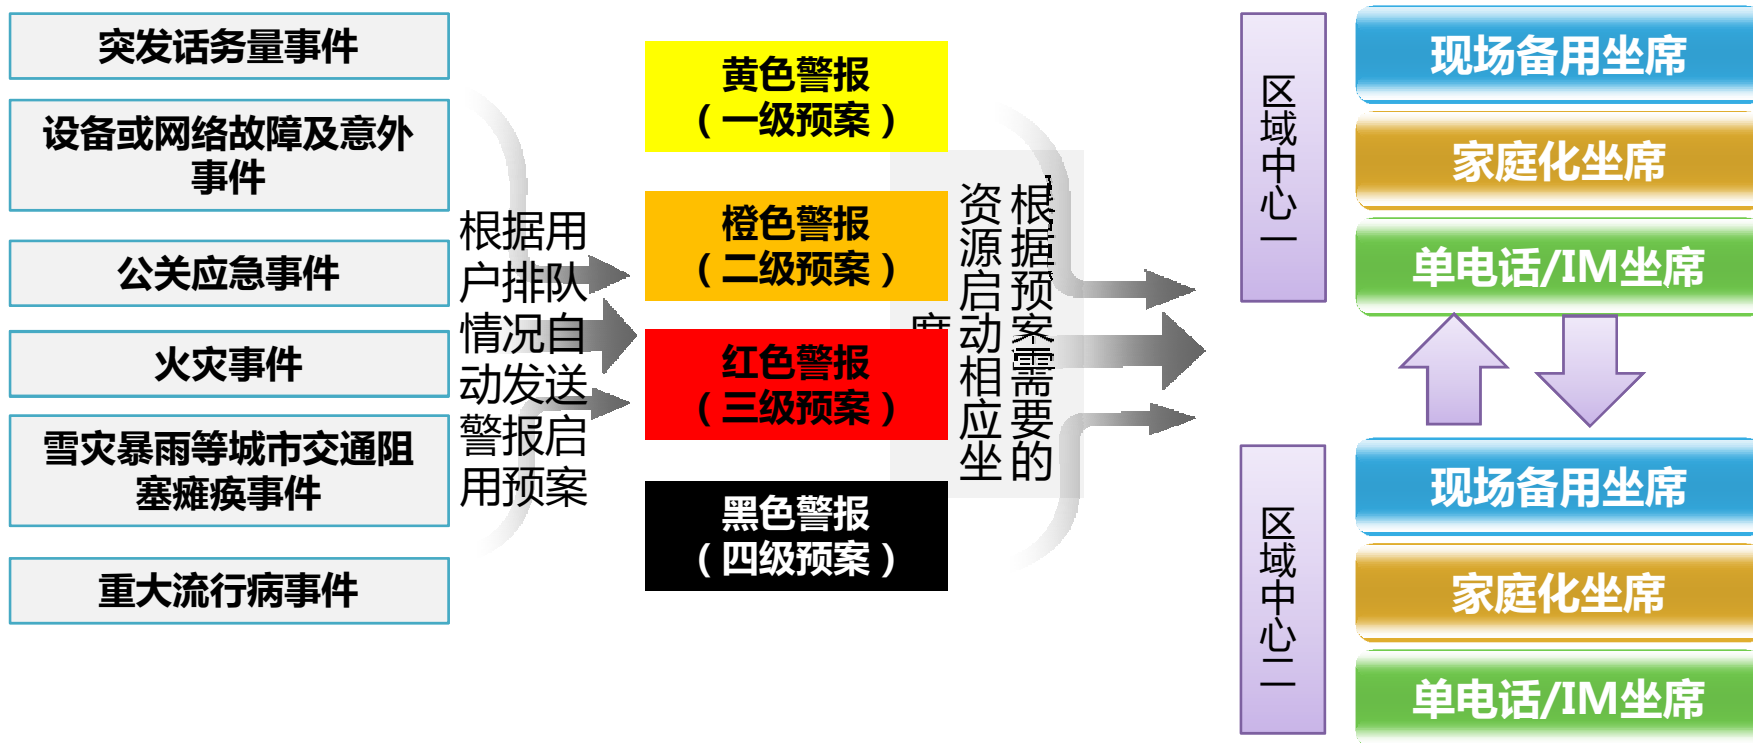 突发话务量事件
设备或网络故障及意外
事件
公关应急事件
火灾事件
雪灾暴雨等城市交通阻
塞瘫痪事件
重大流行病事件
根据用
户排队
情况自
动发送
警报启
用预案
黄色警报
（一级预案）
橙色警报
（二级预案）
红色警报
（三级预案）
黑色警报
（四级预案）
根据预案需要的
资源启动相应坐
区域中心一
现场备用坐席
家庭化坐席
单电话/IM坐席
区域中心二
现场备用坐席
家庭化坐席
单电话/IM坐席